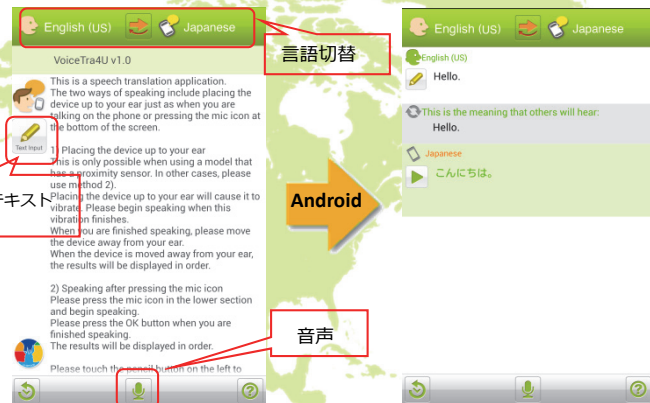 English (US) Japanese
言語切替
VoiceTra4U v1.0
This is a speech translation application.
The two ways of speaking include placing the
device up to your ear just as when you are
talking on the phone or pressing the mic icon at
the bottom of the screen.
Text Input
1) Placing the device up to your ear
This is only possible when using a model that
has a proximity sensor. In other cases, please
use method 2).
Placing the device up to your ear will cause it to
vibrate. Please begin speaking when this
vibration finishes.
When you are finished speaking, please move
the device away from your ear.
When the device is moved away from your ear,
the results will be displayed in order.
テキスト
2) Speaking after pressing the mic icon
Please press the mic icon in the lower section
and begin speaking.
Please press the OK button when you are
finished speaking.
The results will be displayed in order.
Please touch the pencil button on the left to
音声
Android
English (US) Japanese
English (US)
Hello.
This is the meaning that others will hear:
Hello.
Japanese
こんにちは。